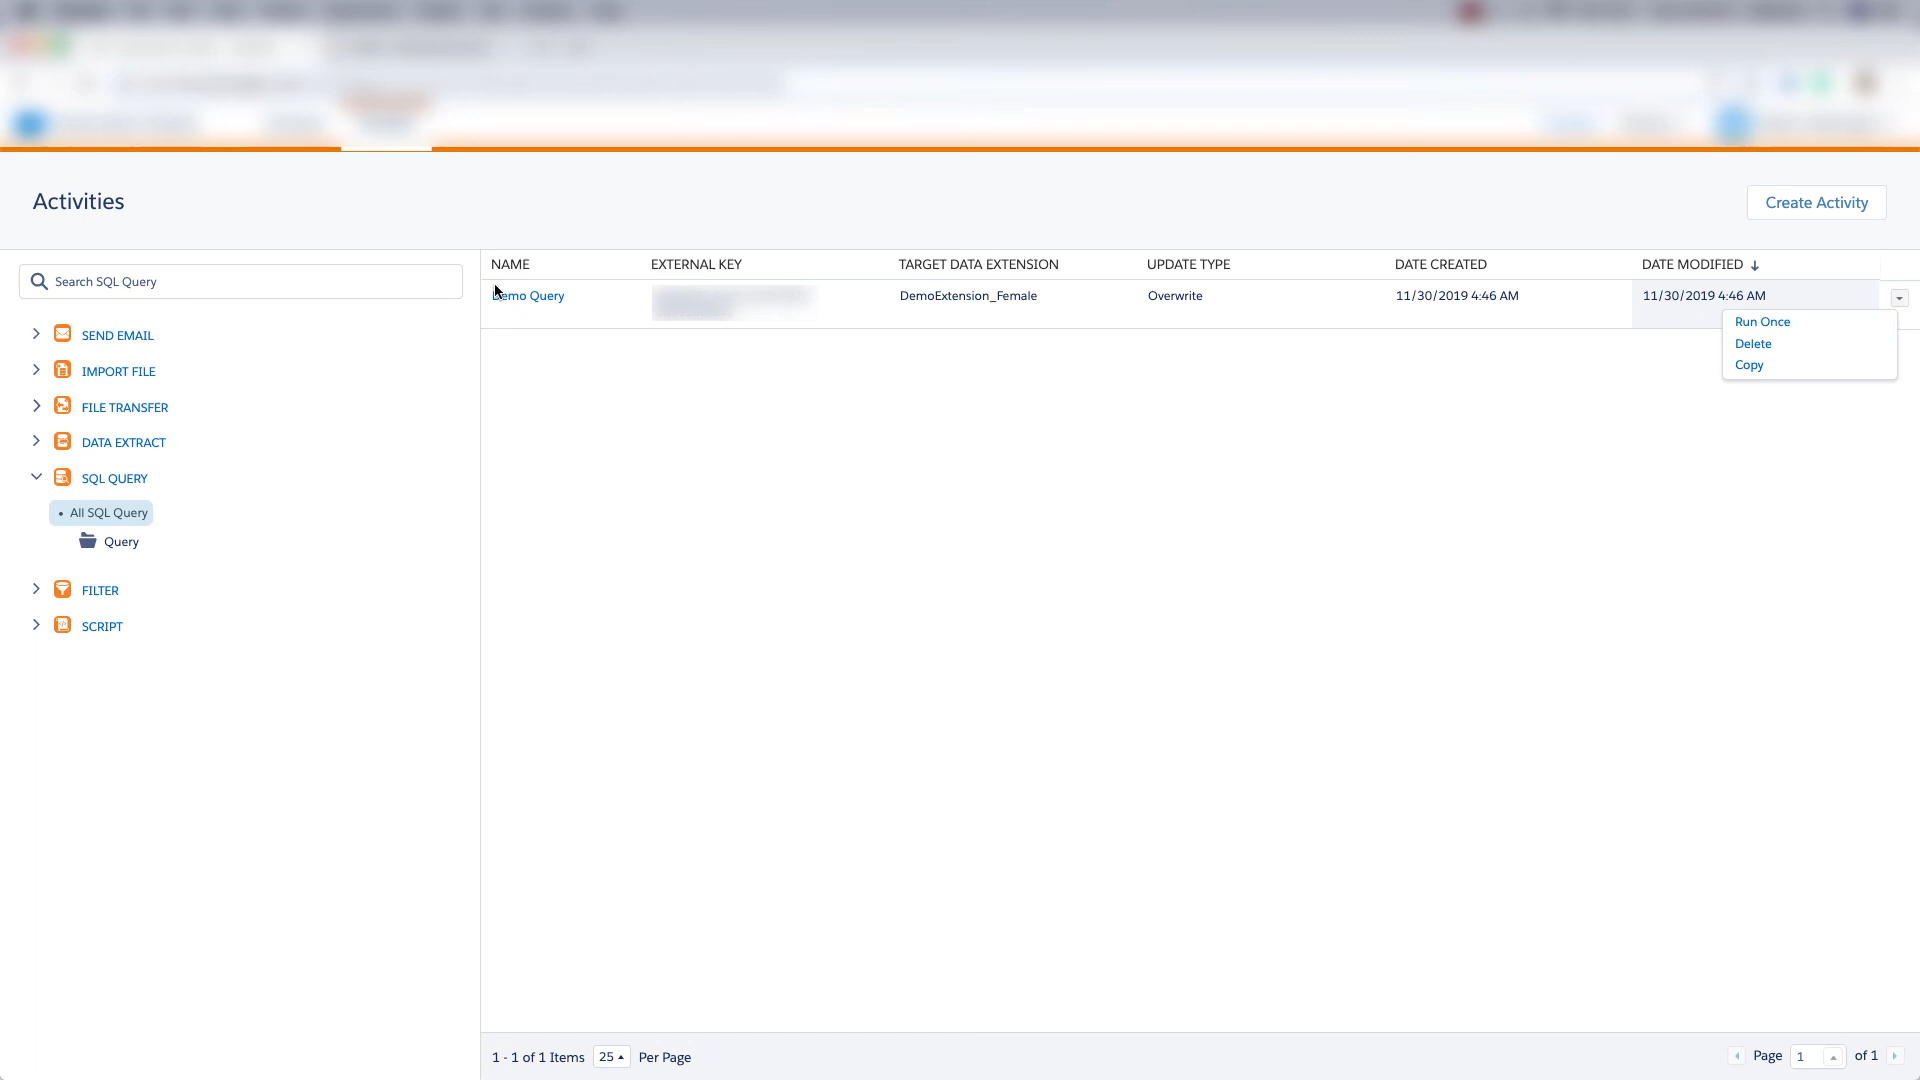 Activities
Create Activity
Search SQL Query
SEND EMAIL
IMPORT FILE
FILE TRANSFER
DATA EXTRACT
SQL QUERY
• All SQL Query
Query
FILTER
SCRIPT
NAME EXTERNAL KEY TARGET DATA EXTENSION UPDATE TYPE DATE CREATED DATE MODIFIED ↓
Demo Query DemoExtension_Female Overwrite 11/30/2019 4:46 AM 11/30/2019 4:46 AM
Run Once
Delete
Copy
1 - 1 of 1 Items 25 Per Page Page 1 of 1